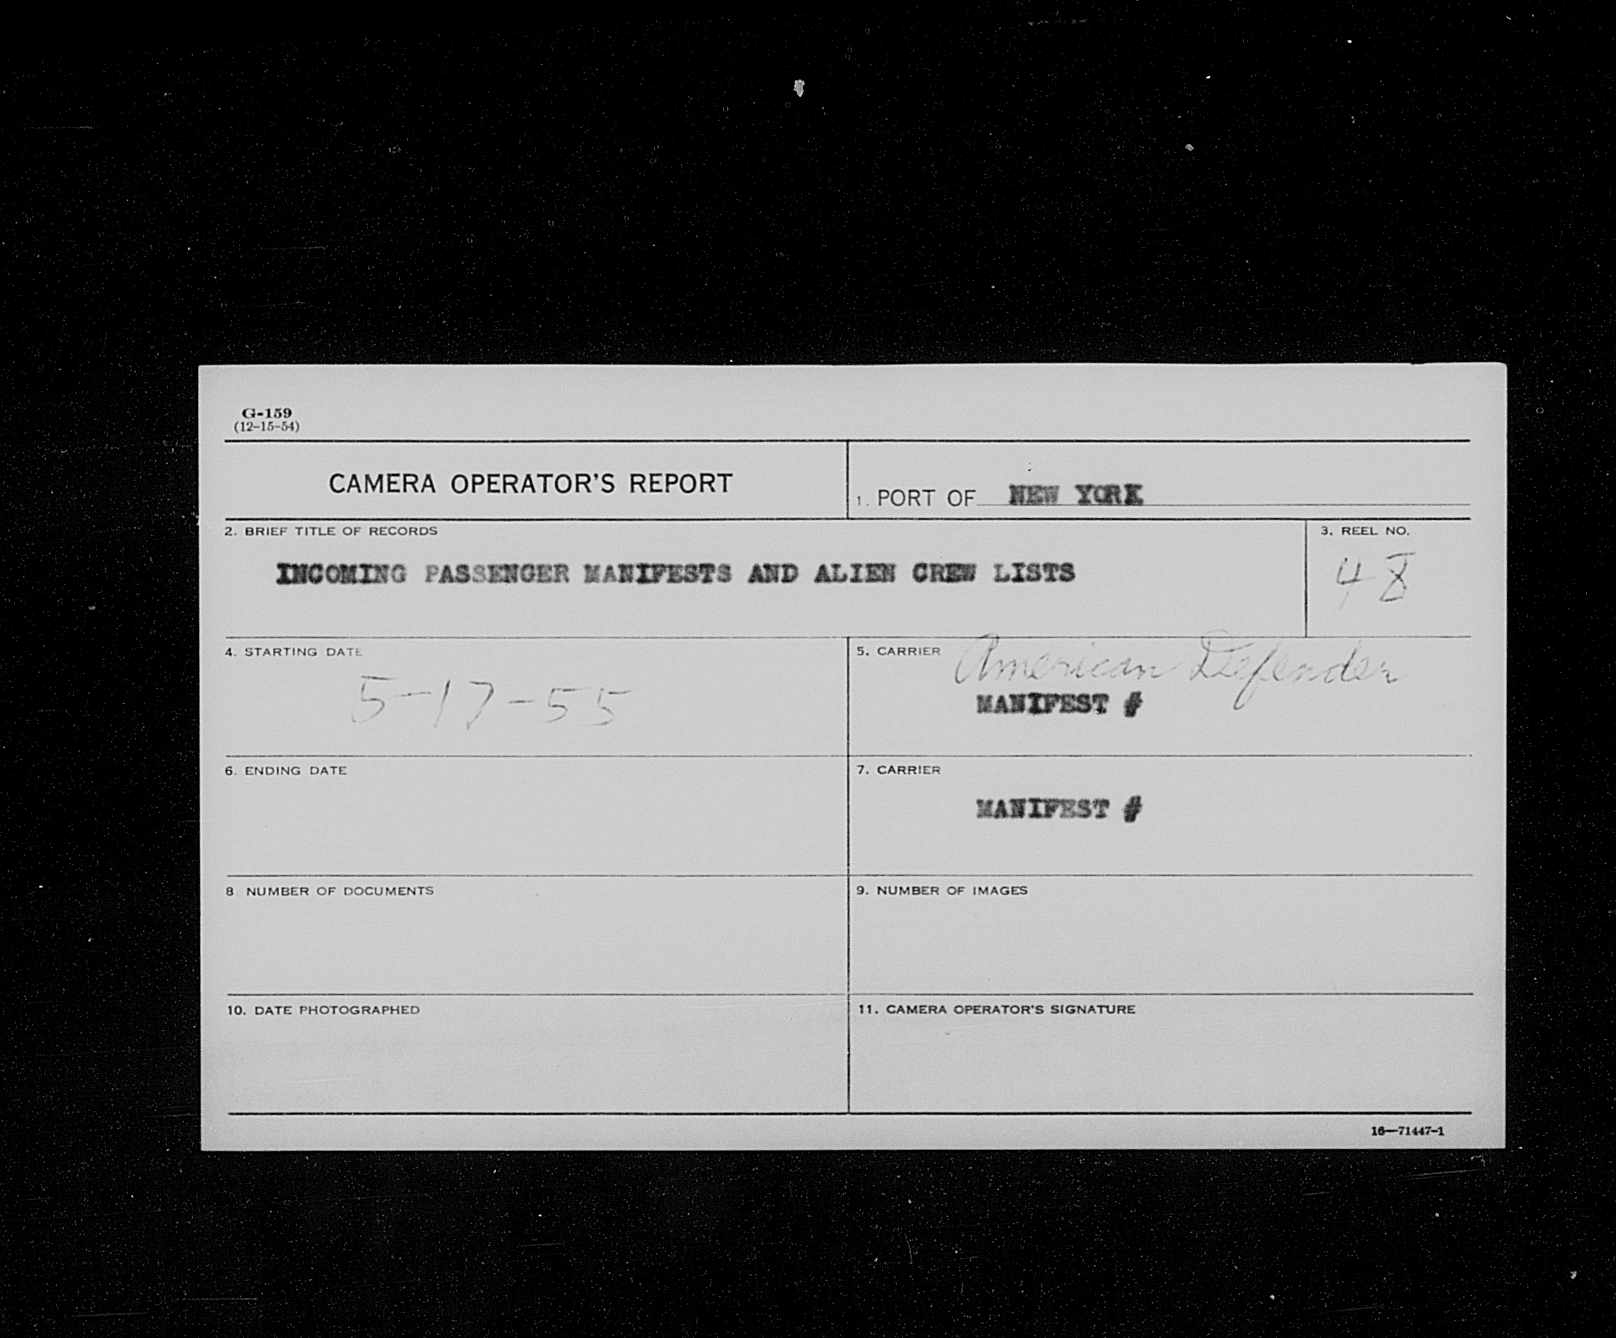 G-159
(12-15-54)
CAMERA OPERATOR'S REPORT
1. PORT OF NEW YORK
2. BRIEF TITLE OF RECORDS
INCOMING PASSENGER MANIFESTS AND ALIEN CREW LISTS
3. REEL NO.
48
4. STARTING DATE
5-17-55
5. CARRIER American Defender
MANIFEST #
6. ENDING DATE
7. CARRIER
MANIFEST #
8 NUMBER OF DOCUMENTS
9. NUMBER OF IMAGES
10. DATE PHOTOGRAPHED
11. CAMERA OPERATOR'S SIGNATURE
16—71447-1